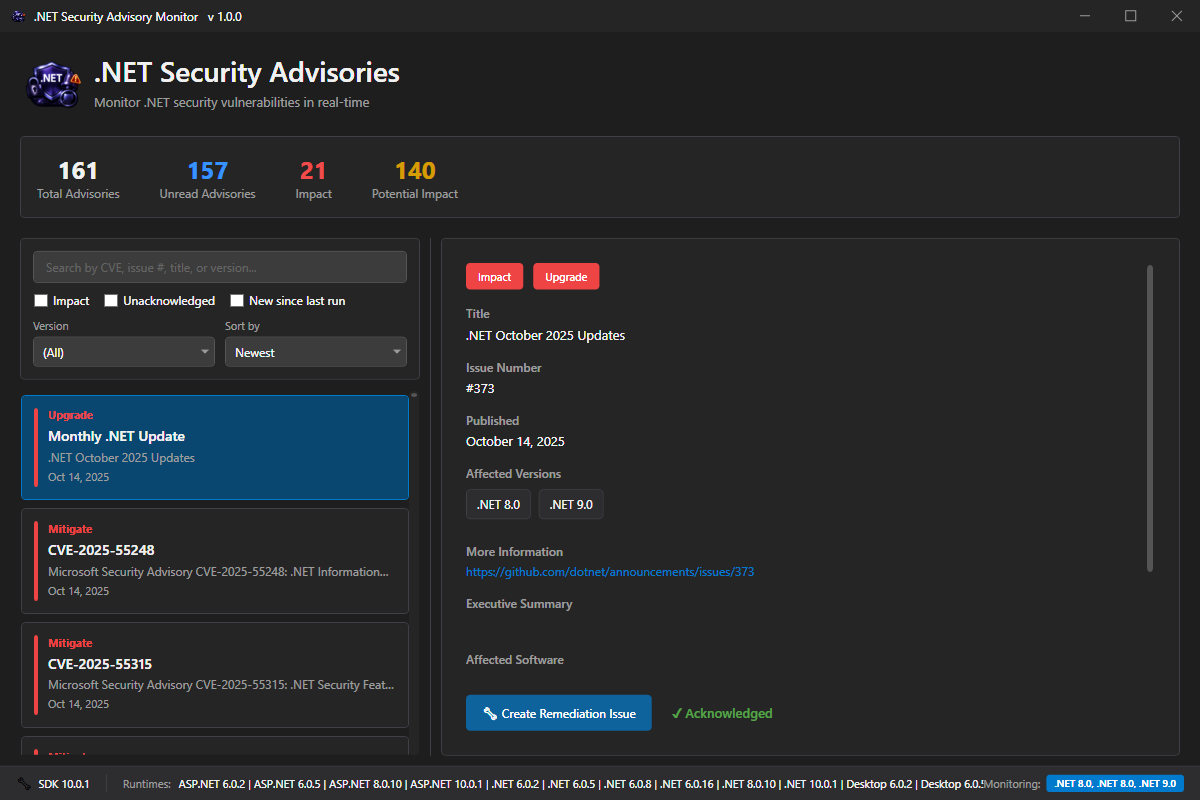 .NET Security Advisory Monitor v 1.0.0
.NET
.NET Security Advisories
Monitor .NET security vulnerabilities in real-time
161 157 21 140
Total Advisories Unread Advisories Impact Potential Impact
Search by CVE, issue #, title, or version...
Impact Unacknowledged New since last run
Version Sort by
(All) Newest
Upgrade
Monthly .NET Update
.NET October 2025 Updates
Oct 14, 2025
Mitigate
CVE-2025-55248
Microsoft Security Advisory CVE-2025-55248: .NET Information...
Oct 14, 2025
Mitigate
CVE-2025-55315
Microsoft Security Advisory CVE-2025-55315: .NET Security Feat...
Oct 14, 2025
Impact Upgrade
Title
.NET October 2025 Updates
Issue Number
#373
Published
October 14, 2025
Affected Versions
.NET 8.0 .NET 9.0
More Information
https://github.com/dotnet/announcements/issues/373
Executive Summary
Affected Software
Create Remediation Issue ✓ Acknowledged
SDK 10.0.1 Runtimes: ASP.NET 6.0.2 | ASP.NET 6.0.5 | ASP.NET 8.0.10 | ASP.NET 10.0.1 | .NET 6.0.2 | .NET 6.0.5 | .NET 6.0.8 | .NET 6.0.16 | .NET 8.0.10 | .NET 10.0.1 | Desktop 6.0.2 | Desktop 6.0. Monitoring: .NET 8.0, .NET 8.0, .NET 9.0